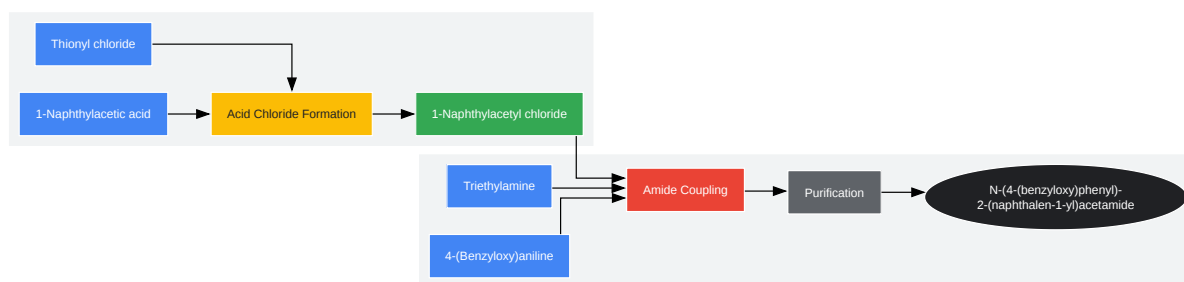 Thionyl chloride
1-Naphthylacetic acid
Acid Chloride Formation
1-Naphthylacetyl chloride
Triethylamine
4-(Benzyloxy)aniline
Amide Coupling
Purification
N-(4-(benzyloxy)phenyl)-
2-(naphthalen-1-yl)acetamide